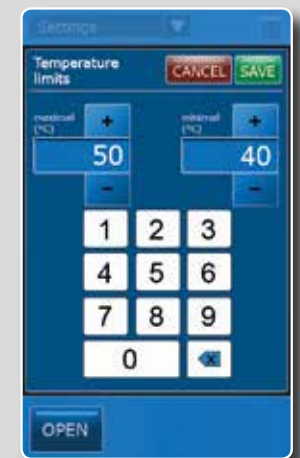 Settings
Temperature limits CANCEL SAVE
maximal (°C) + minimal (°C) +
50 40
- -
1 2 3
4 5 6
7 8 9
0
OPEN